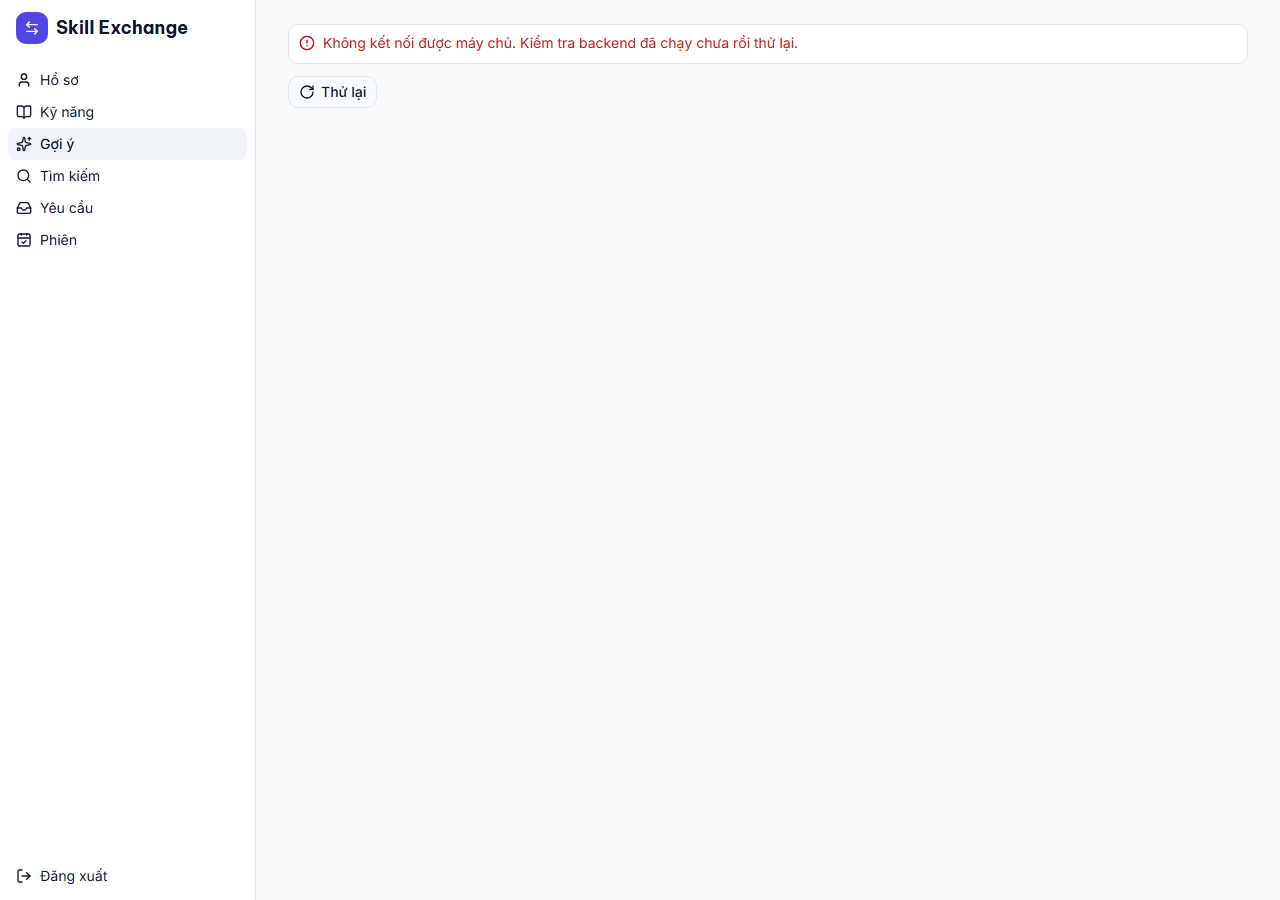 Skill Exchange
Hồ sơ
Kỹ năng
Gợi ý
Tìm kiếm
Yêu cầu
Phiên
Đăng xuất
Không kết nối được máy chủ. Kiểm tra backend đã chạy chưa rồi thử lại.
Thử lại